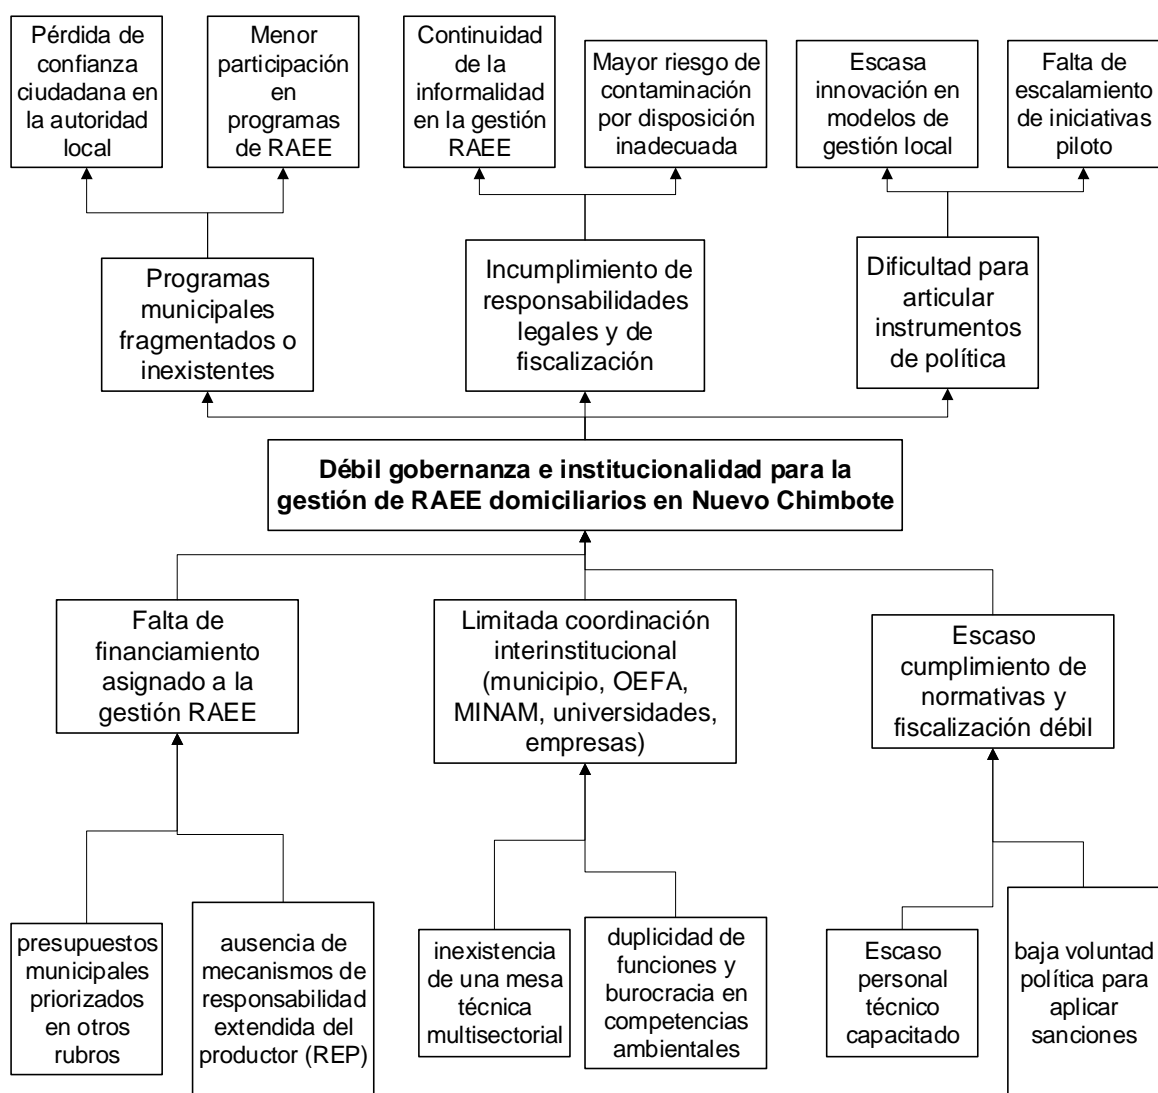 Pérdida de
confianza
ciudadana en
la autoridad
local
Menor
participación
en
programas
de RAEE
Continuidad
de la
informalidad
en la gestión
RAEE
Mayor riesgo de
contaminación
por disposición
inadecuada
Escasa
innovación en
modelos de
gestión local
Falta de
escalamiento
de iniciativas
piloto
Programas
municipales
fragmentados o
inexistentes
Incumplimiento de
responsabilidades
legales y de
fiscalización
Dificultad para
articular
instrumentos
de política
Débil gobernanza e institucionalidad para la
gestión de RAEE domiciliarios en Nuevo Chimbote
Falta de
financiamiento
asignado a la
gestión RAEE
Limitada coordinación
interinstitucional
(municipio, OEFA,
MINAM, universidades,
empresas)
Escaso
cumplimiento de
normativas y
fiscalización débil
presupuestos
municipales
priorizados
en otros
rubros
ausencia de
mecanismos de
responsabilidad
extendida del
productor (REP)
inexistencia
de una mesa
técnica
multisectorial
duplicidad de
funciones y
burocracia en
competencias
ambientales
Escaso
personal
técnico
capacitado
baja voluntad
política para
aplicar
sanciones